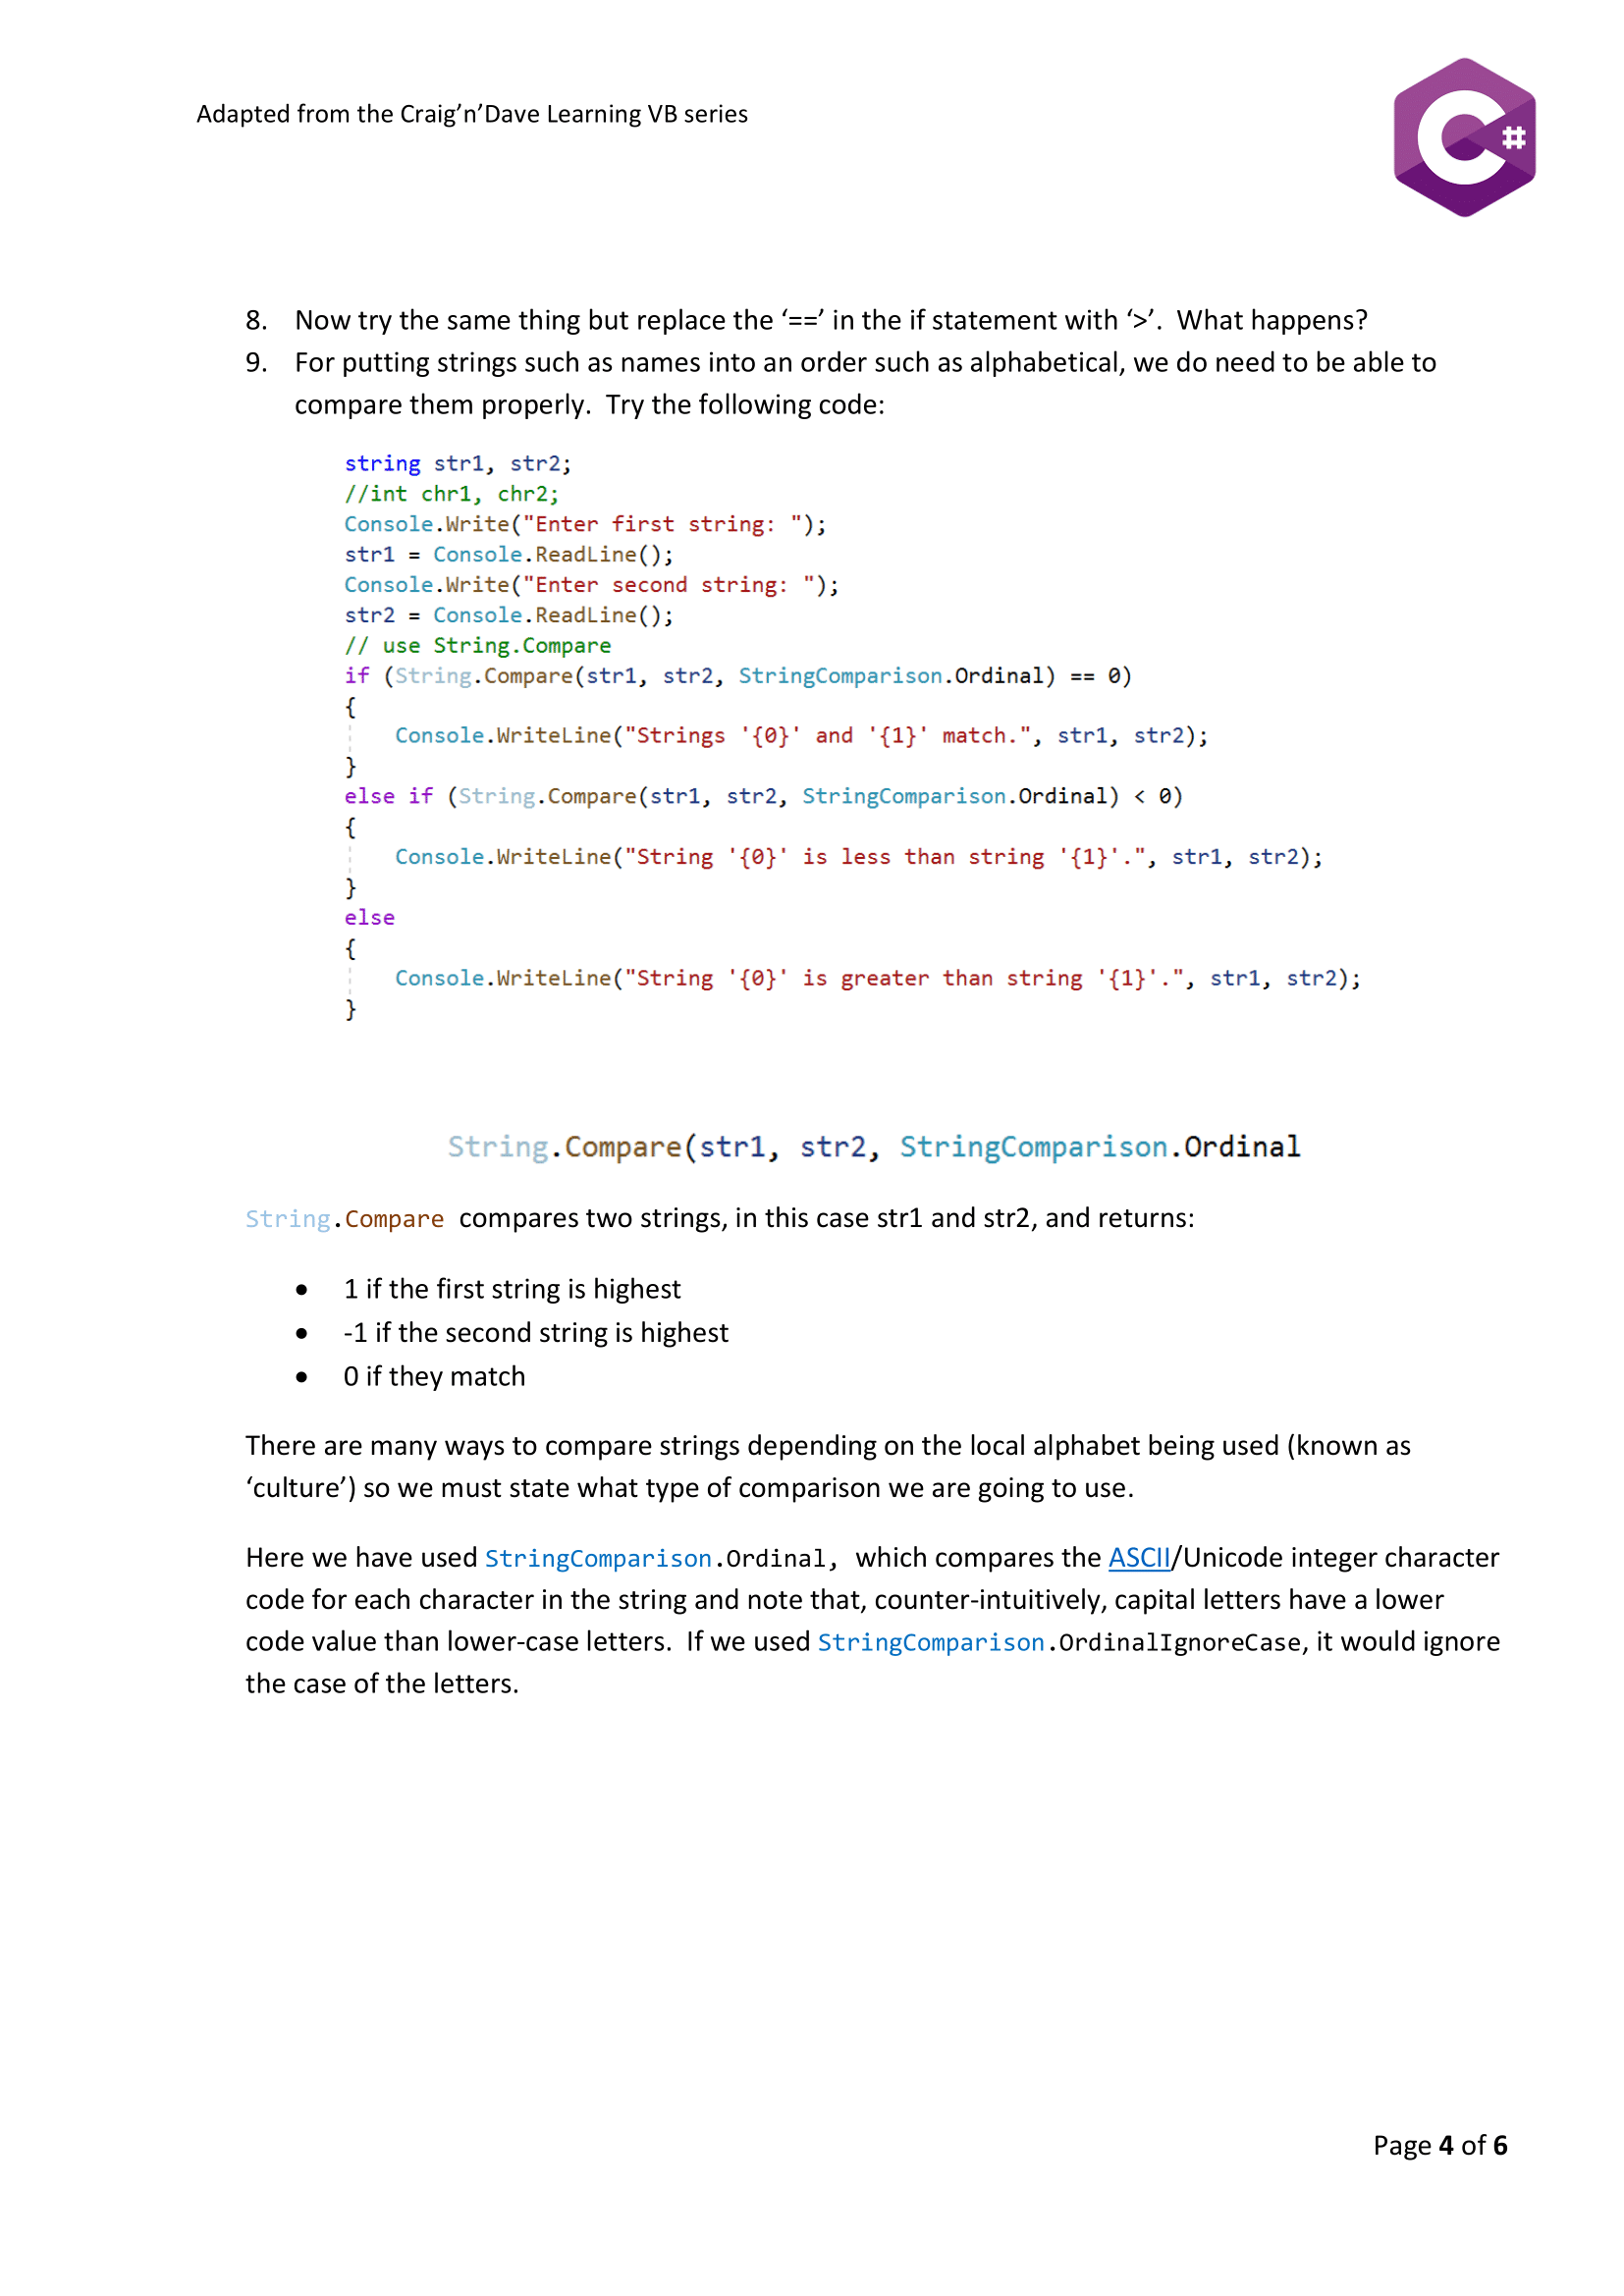 Adapted from the Craig’n’Dave Learning VB series
C#
8. Now try the same thing but replace the ‘==’ in the if statement with ‘>’.  What happens?
9. For putting strings such as names into an order such as alphabetical, we do need to be able to
compare them properly.  Try the following code:
string str1, str2;
//int chr1, chr2;
Console.Write("Enter first string: ");
str1 = Console.ReadLine();
Console.Write("Enter second string: ");
str2 = Console.ReadLine();
// use String.Compare
if (String.Compare(str1, str2, StringComparison.Ordinal) == 0)
{
    Console.WriteLine("Strings '{0}' and '{1}' match.", str1, str2);
}
else if (String.Compare(str1, str2, StringComparison.Ordinal) < 0)
{
    Console.WriteLine("String '{0}' is less than string '{1}'.", str1, str2);
}
else
{
    Console.WriteLine("String '{0}' is greater than string '{1}'.", str1, str2);
}
String.Compare(str1, str2, StringComparison.Ordinal
String.Compare compares two strings, in this case str1 and str2, and returns:
• 1 if the first string is highest
• -1 if the second string is highest
• 0 if they match
There are many ways to compare strings depending on the local alphabet being used (known as
‘culture’) so we must state what type of comparison we are going to use.
Here we have used StringComparison.Ordinal, which compares the ASCII/Unicode integer character
code for each character in the string and note that, counter-intuitively, capital letters have a lower
code value than lower-case letters.  If we used StringComparison.OrdinalIgnoreCase, it would ignore
the case of the letters.
Page 4 of 6